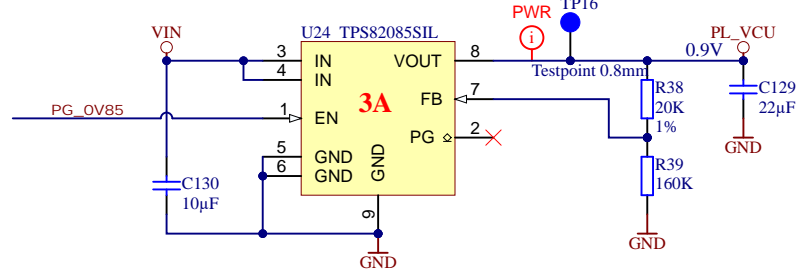 PWR
TP16
VIN
U24 TPS82085SIL
PL_VCU
3
IN
VOUT
8
0.9V
4
IN
Testpoint 0.8mm
3A
FB
7
R38
20K
1%
C129
22µF
PG_0V85
1
EN
PG
2
GND
5
GND
6
GND
GND
C130
10µF
R39
160K
9
GND
GND